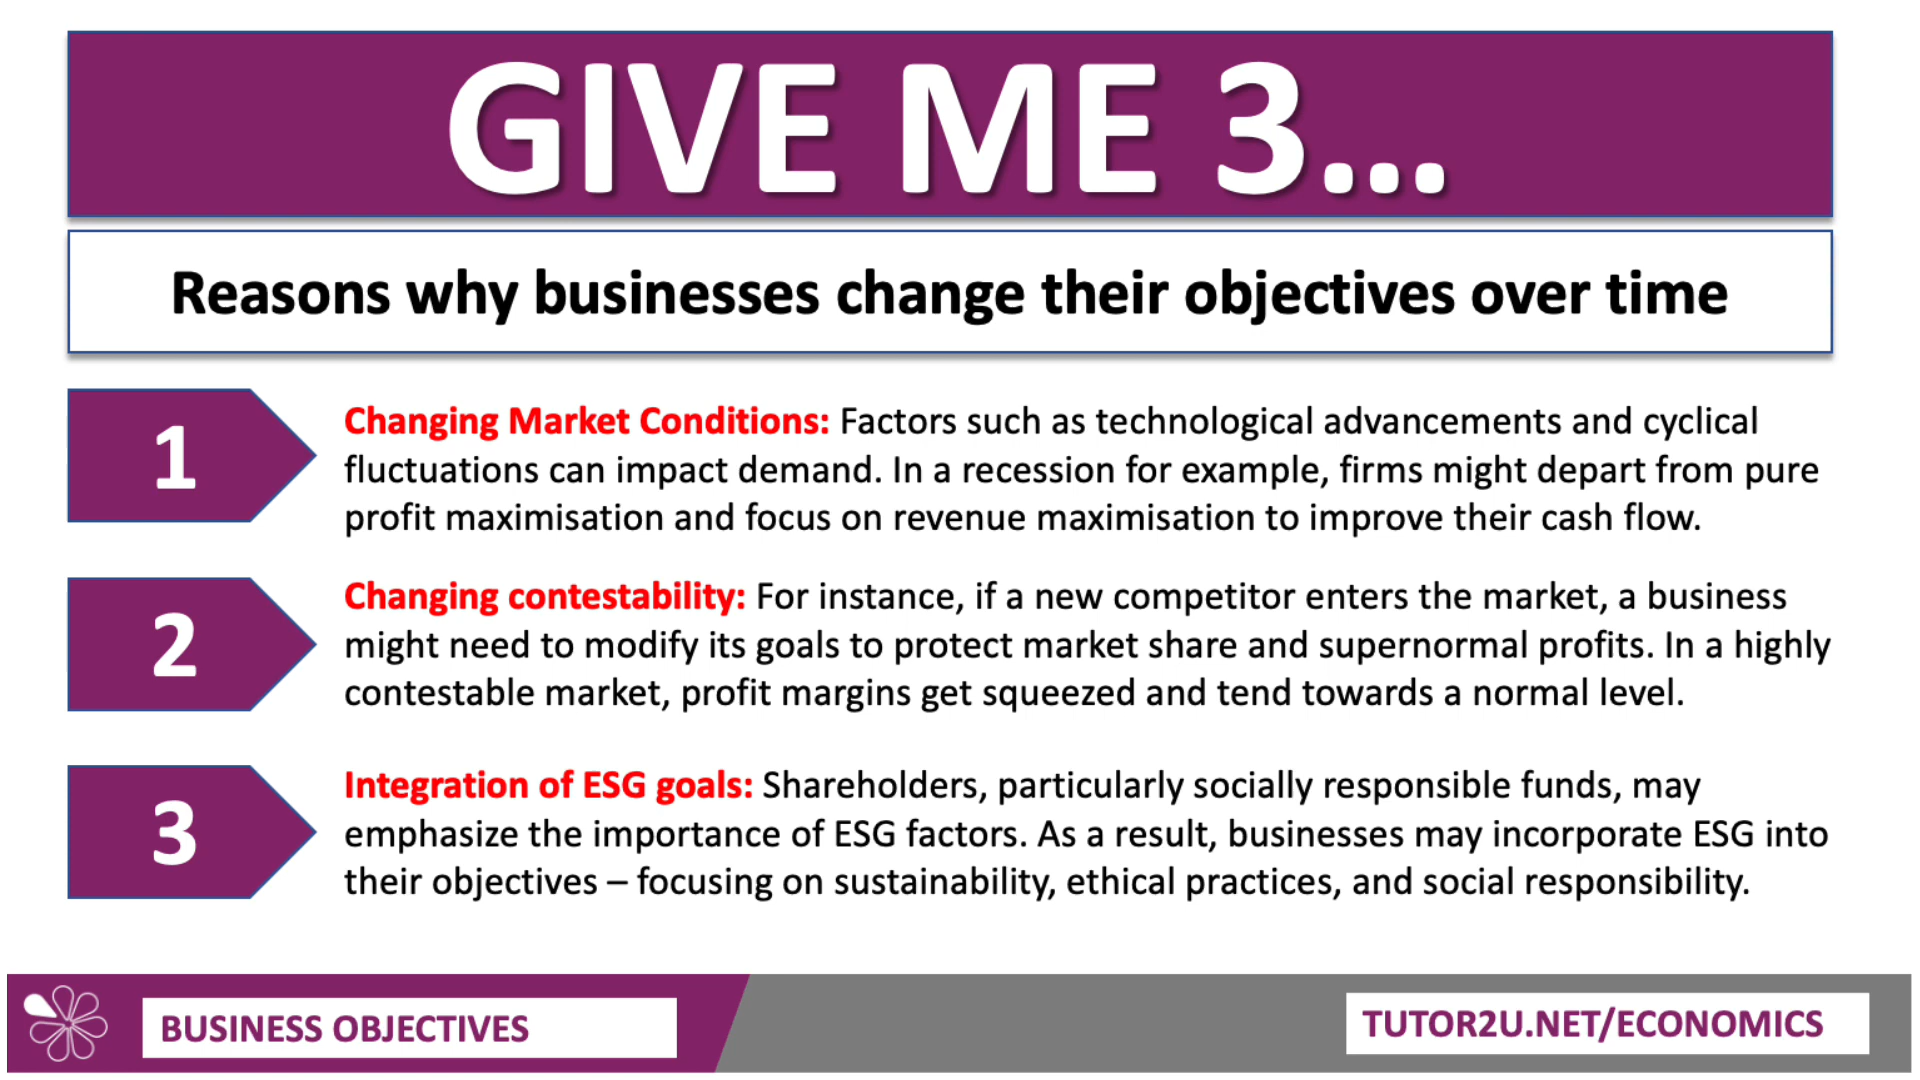 GIVE ME 3...
Reasons why businesses change their objectives over time
1
Changing Market Conditions: Factors such as technological advancements and cyclical
fluctuations can impact demand. In a recession for example, firms might depart from pure
profit maximisation and focus on revenue maximisation to improve their cash flow.
2
Changing contestability: For instance, if a new competitor enters the market, a business
might need to modify its goals to protect market share and supernormal profits. In a highly
contestable market, profit margins get squeezed and tend towards a normal level.
3
Integration of ESG goals: Shareholders, particularly socially responsible funds, may
emphasize the importance of ESG factors. As a result, businesses may incorporate ESG into
their objectives – focusing on sustainability, ethical practices, and social responsibility.
BUSINESS OBJECTIVES
TUTOR2U.NET/ECONOMICS